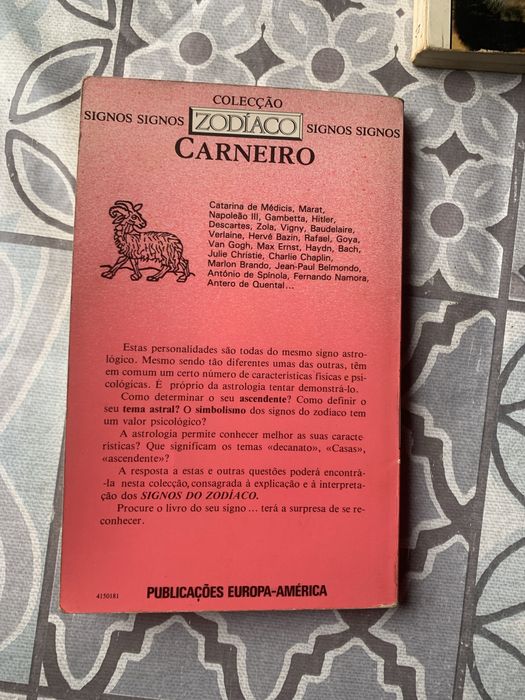 COLECÇÃO
SIGNOS SIGNOS ZODÍACO SIGNOS SIGNOS
CARNEIRO
Catarina de Médicis, Marat,
Napoleão III, Gambetta, Hitler,
Descartes, Zola, Vigny, Baudelaire,
Verlaine, Hervé Bazin, Rafael, Goya,
Van Gogh, Max Ernst, Haydn, Bach,
Julie Christie, Charlie Chaplin,
Marlon Brando, Jean-Paul Belmondo,
António de Spínola, Fernando Namora,
Antero de Quental...
Estas personalidades são todas do mesmo signo astro-
lógico. Mesmo sendo tão diferentes umas das outras, têm
em comum um certo número de características físicas e psi-
cológicas. É próprio da astrologia tentar demonstrá-lo.
Como determinar o seu ascendente? Como definir o
seu tema astral? O simbolismo dos signos do zodíaco tem
um valor psicológico?
A astrologia permite conhecer melhor as suas caracte
rísticas? Que significam os temas «decanato», «Casas»,
«ascendente»?
A resposta a estas e outras questões poderá encontrá-
-la nesta colecção, consagrada à explicação e à interpreta-
ção dos SIGNOS DO ZODÍACO.
Procure o livro do seu signo... terá a surpresa de se re-
conhecer.
4150181 PUBLICAÇÕES EUROPA-AMÉRICA